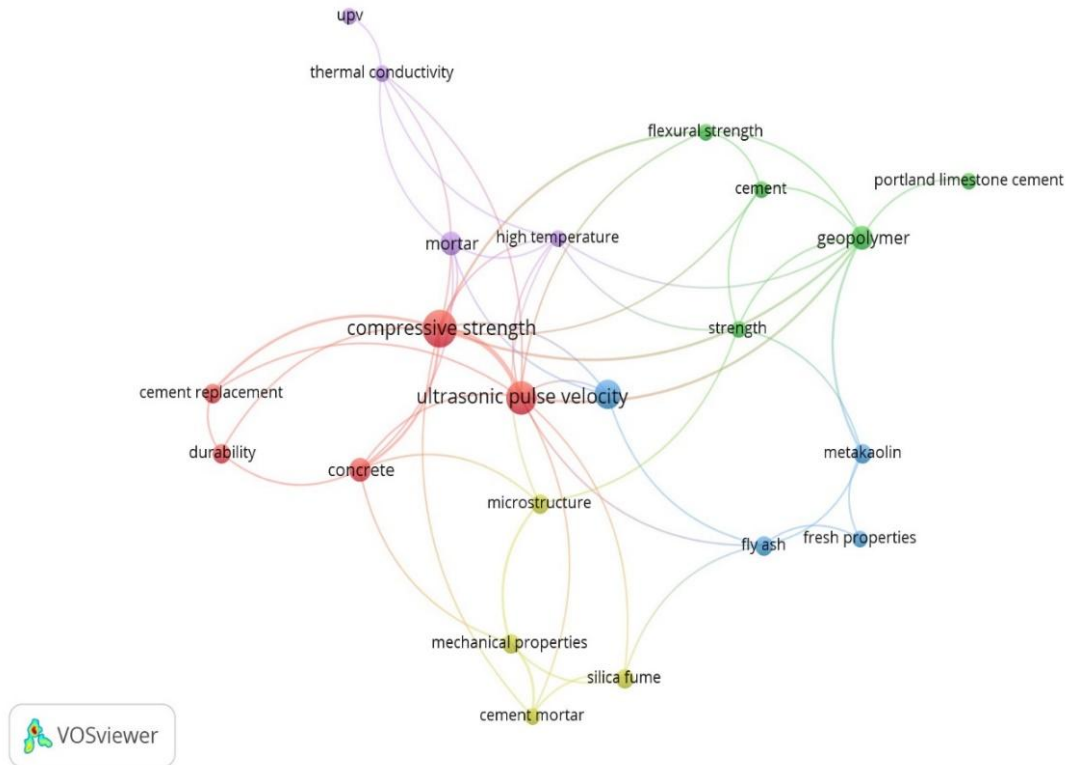 upv
thermal conductivity
flexural strength
portland limestone cement
cement
mortar
high temperature
geopolymer
compressive strength
strength
cement replacement
ultrasonic pulse velocity
durability
concrete
metakaolin
microstructure
fly ash
fresh properties
mechanical properties
silica fume
cement mortar
VOSviewer